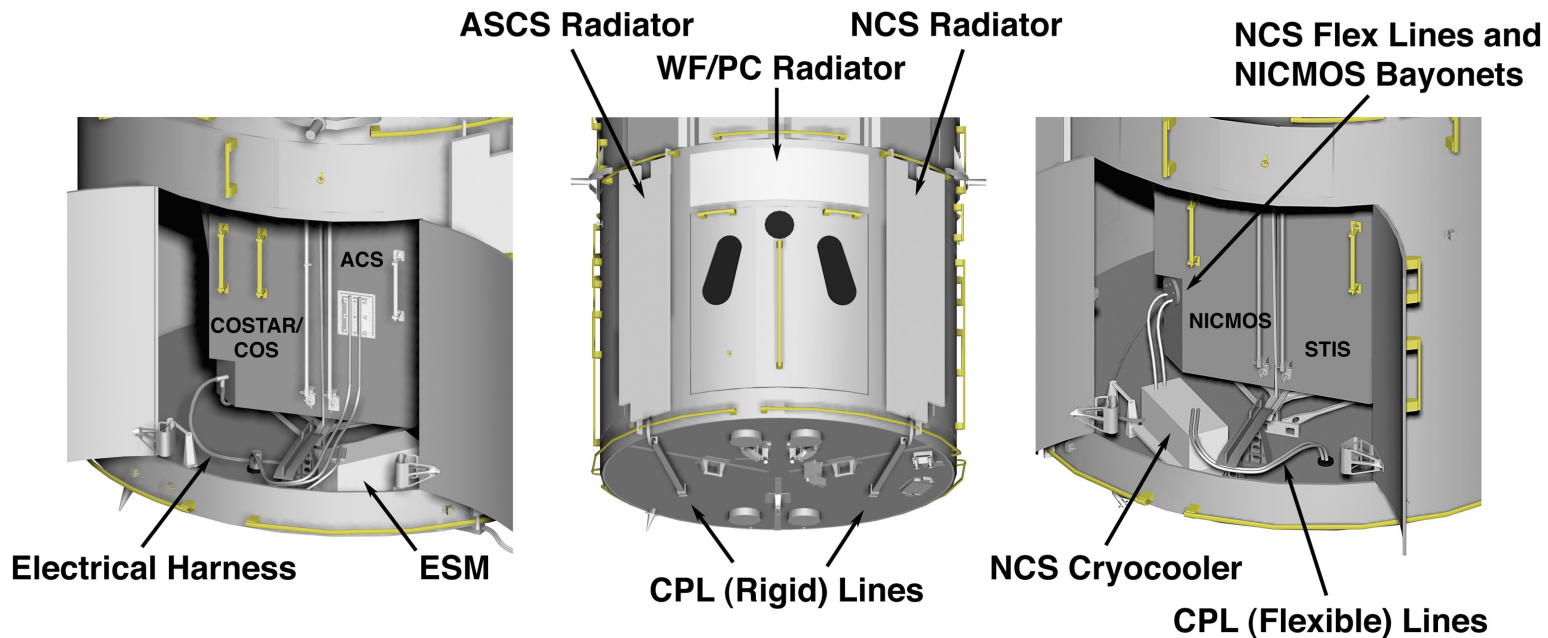 ASCS Radiator
NCS Radiator
WF/PC Radiator
NCS Flex Lines and
NICMOS Bayonets
ACS
COSTAR/
COS
NICMOS
STIS
Electrical Harness
ESM
CPL (Rigid) Lines
NCS Cryocooler
CPL (Flexible) Lines